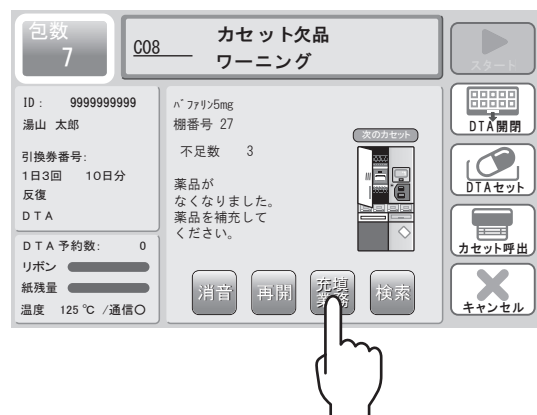 包数
7
C08
カセット欠品
ワーニング
スタート
ID: 9999999999
湯山 太郎
引換券番号:
1日3回 10日分
反復
DTA
DTA予約数: 0
リボン
紙残量
温度 125℃ /通信○
バファリン5mg
棚番号 27
不足数 3
薬品が
なくなりました。
薬品を補充して
ください。
次のカセット
消音
再開
充填
業務
検索
DTA開閉
DTAセット
カセット呼出
キャンセル